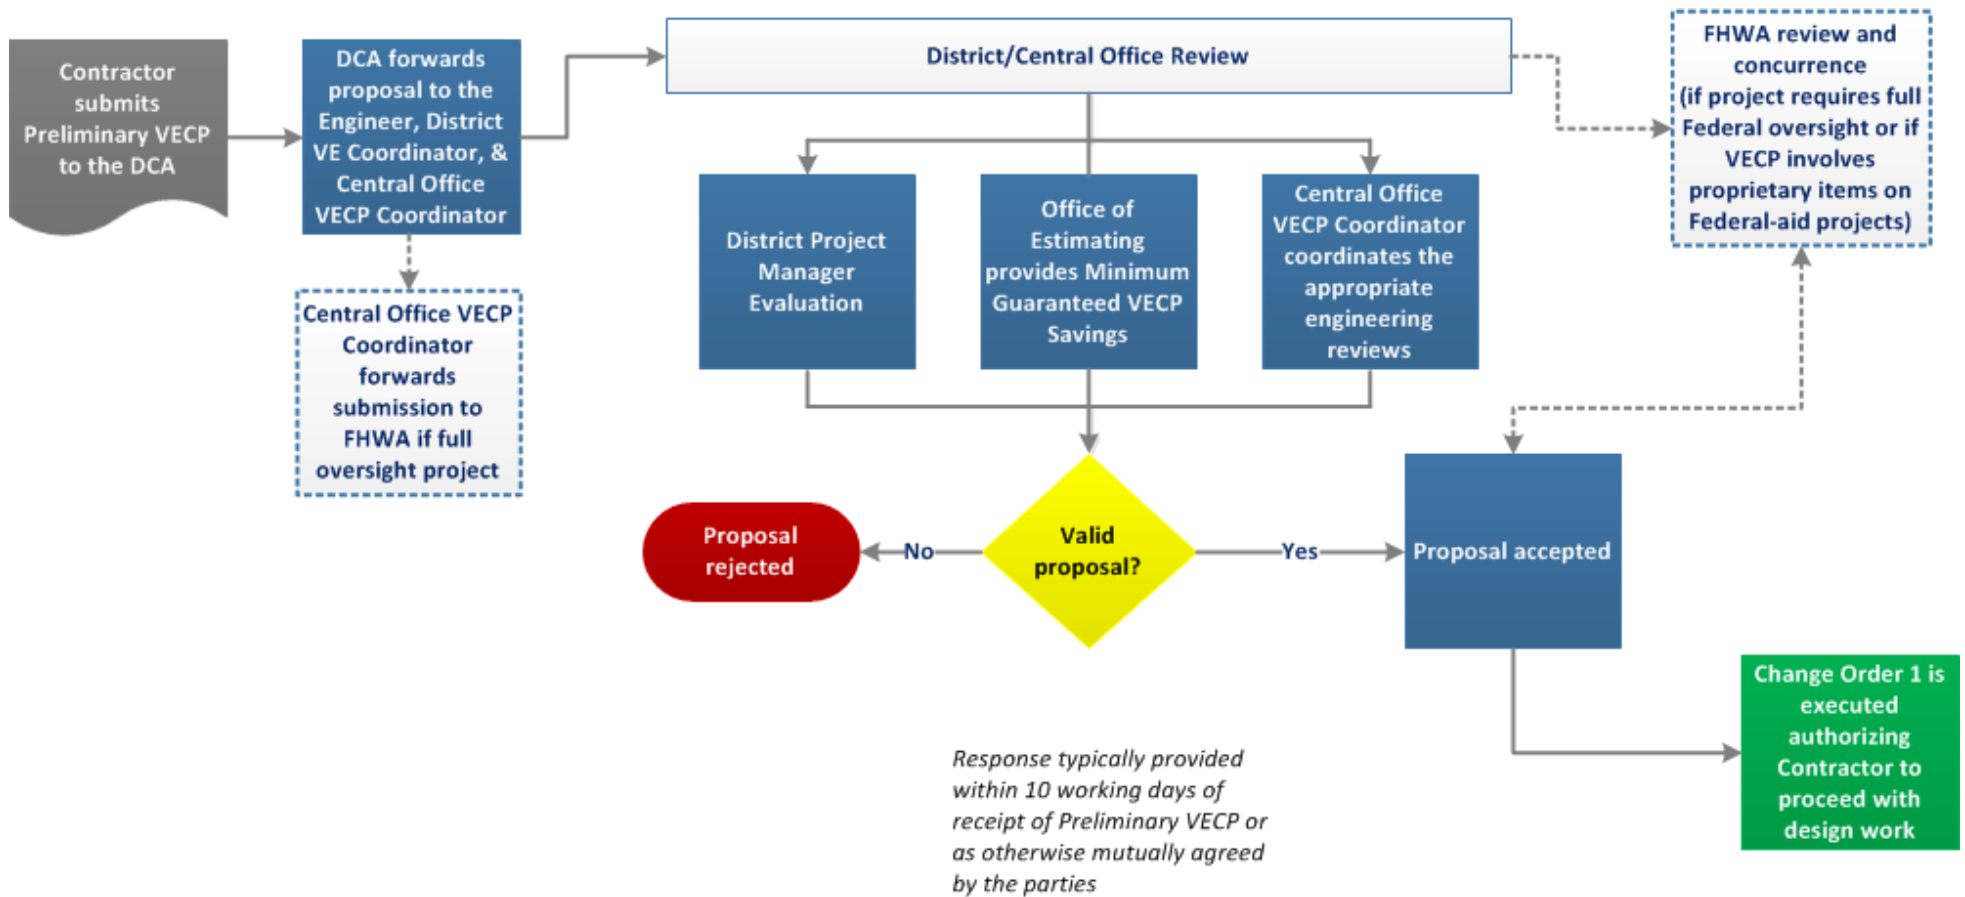 Contractor
submits
Preliminary VECP
to the DCA
DCA forwards
proposal to the
Engineer, District
VE Coordinator, &
Central Office
VECP Coordinator
Central Office VECP
Coordinator
forwards
submission to
FHWA if full
oversight project
District/Central Office Review
FHWA review and
concurrence
(if project requires full
Federal oversight or if
VECP involves
proprietary items on
Federal-aid projects)
District Project
Manager
Evaluation
Office of
Estimating
provides Minimum
Guaranteed VECP
Savings
Central Office
VECP Coordinator
coordinates the
appropriate
engineering
reviews
Proposal
rejected
No
Valid
proposal?
Yes
Proposal accepted
Change Order 1 is
executed
authorizing
Contractor to
proceed with
design work
Response typically provided
within 10 working days of
receipt of Preliminary VECP or
as otherwise mutually agreed
by the parties